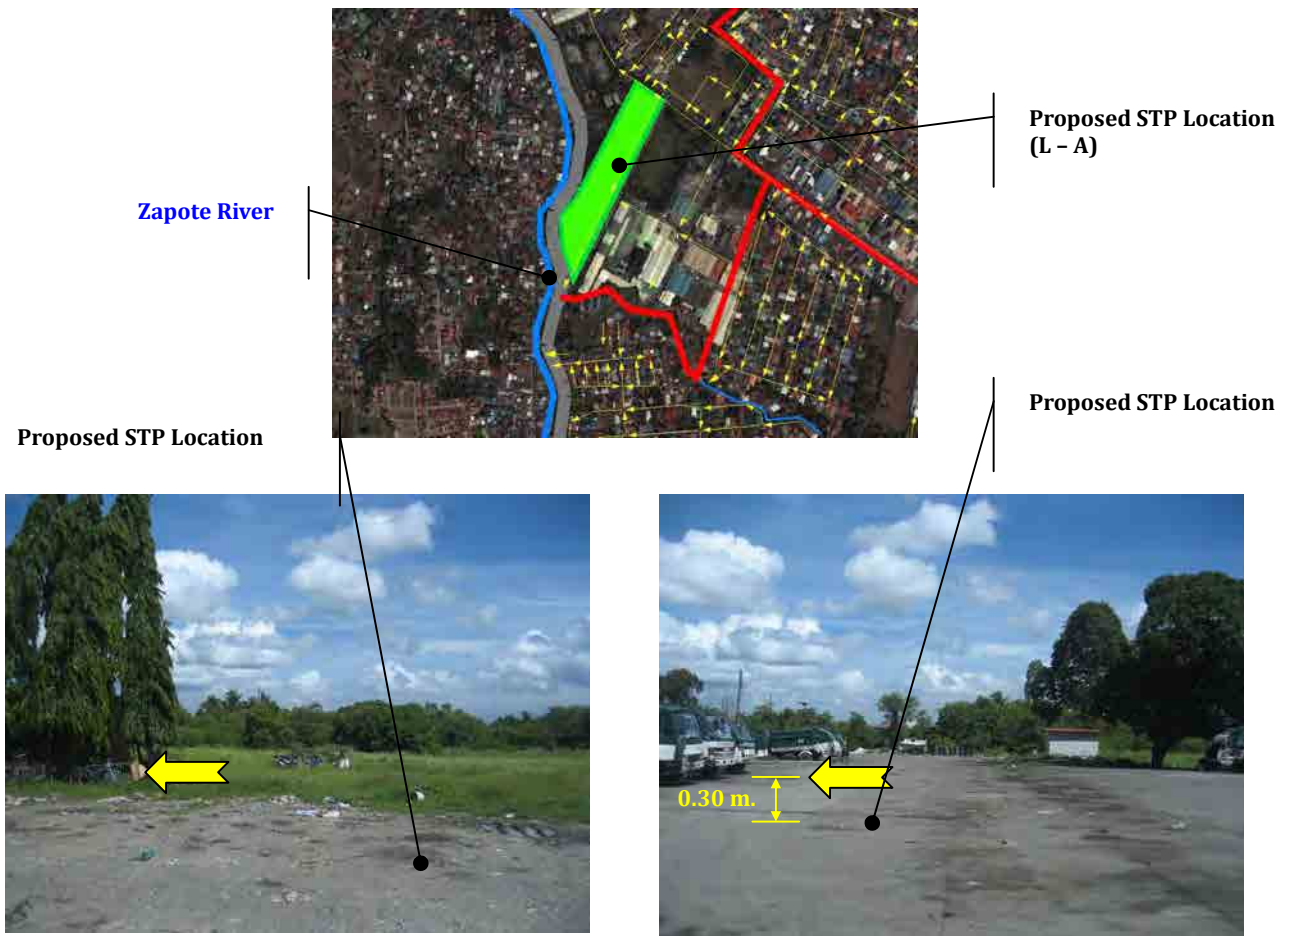 Proposed STP Location
(L – A)
Zapote River
Proposed STP Location
Proposed STP Location
0.30 m.